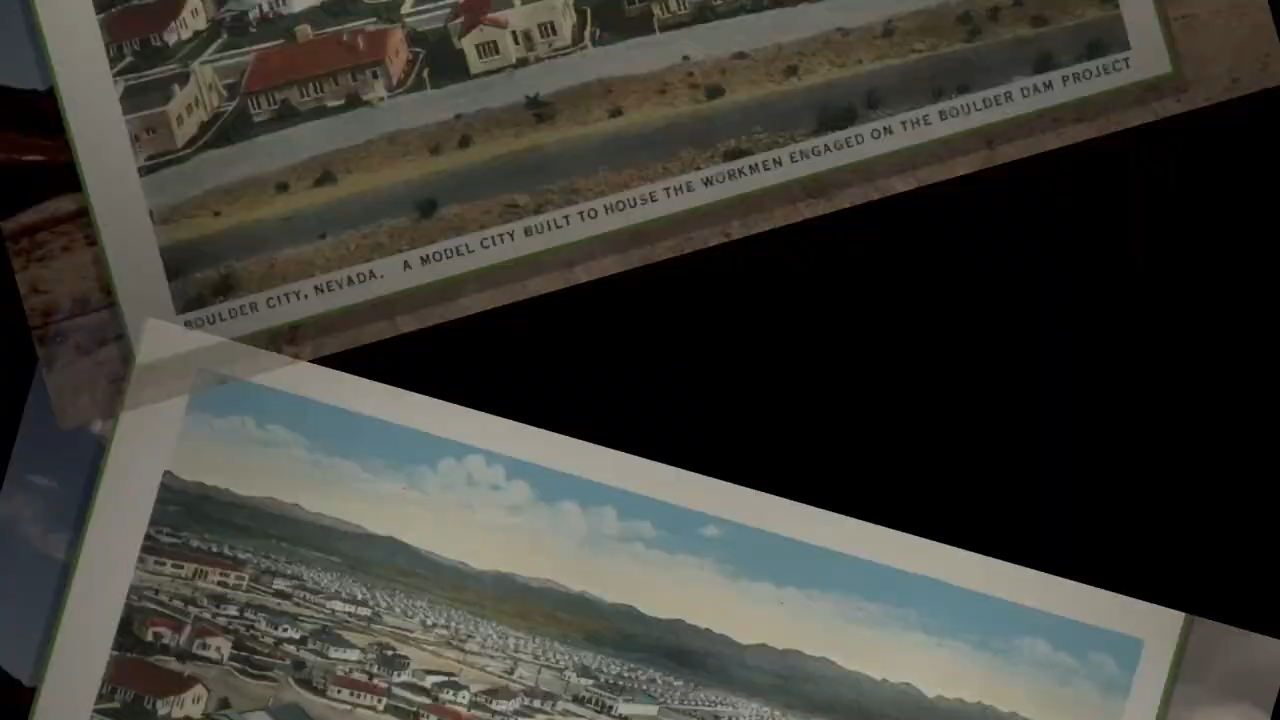 BOULDER CITY, NEVADA. A MODEL CITY BUILT TO HOUSE THE WORKMEN ENGAGED ON THE BOULDER DAM PROJECT